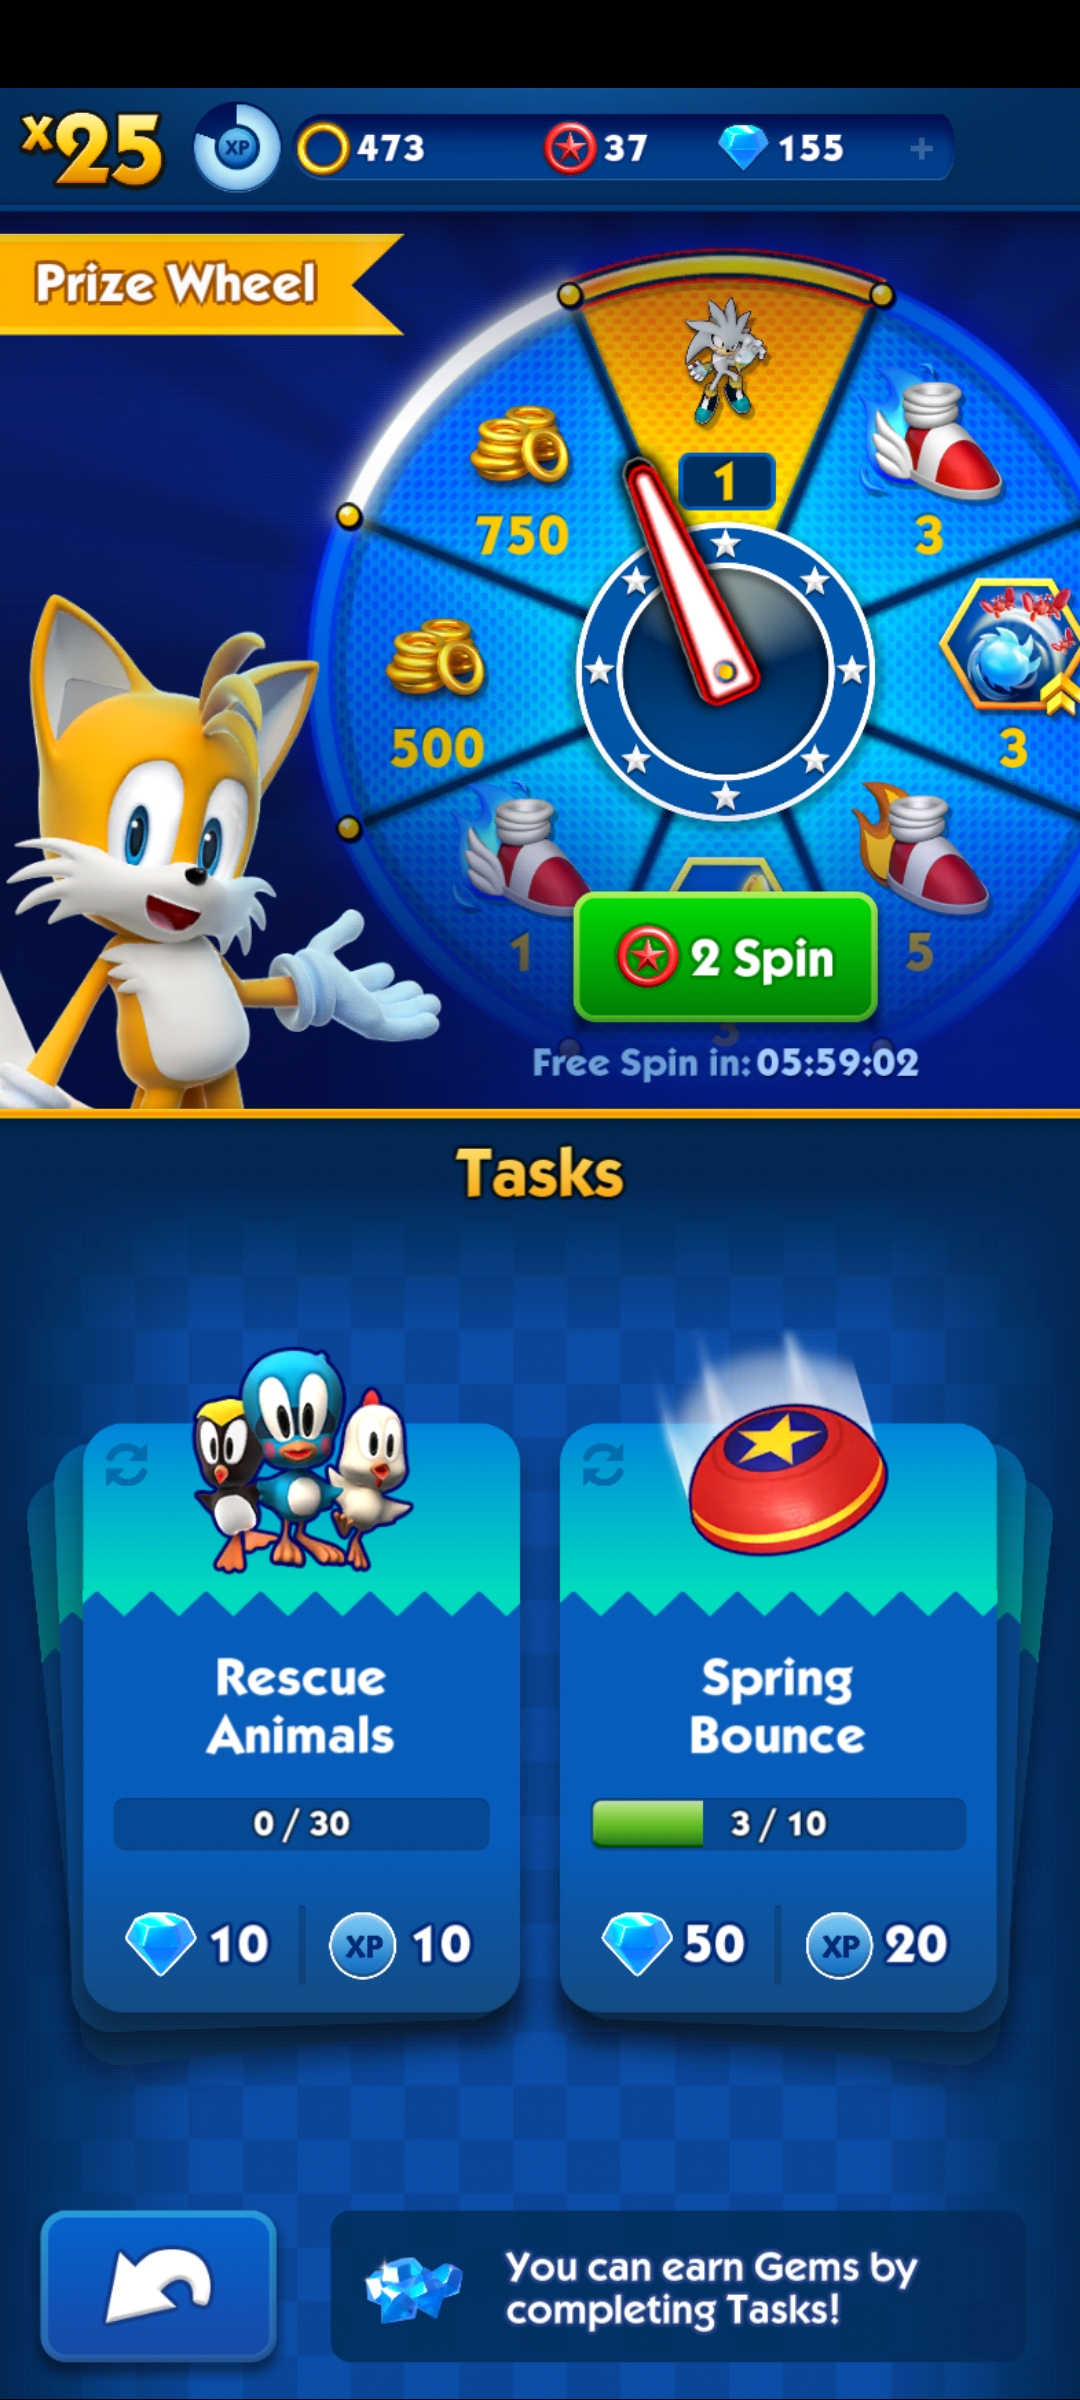 x25
XP
473
37
155
+
Prize Wheel
1
750
3
500
3
1
5
2 Spin
3
Free Spin in: 05:59:02
Tasks
Rescue
Animals
0 / 30
10
XP
10
Spring
Bounce
3 / 10
50
XP
20
You can earn Gems by
completing Tasks!